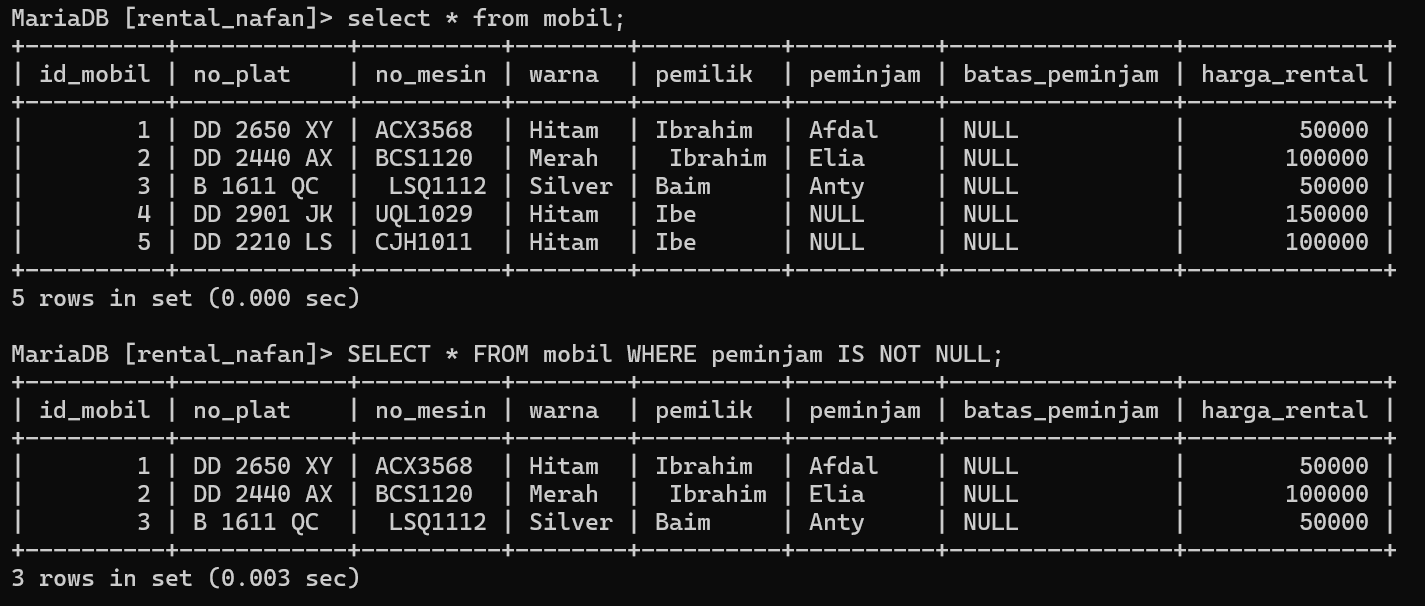 MariaDB [rental_nafan]> select * from mobil;
+----------+------------+----------+--------+----------+----------+----------------+--------------+
| id_mobil | no_plat    | no_mesin | warna  | pemilik  | peminjam | batas_peminjam | harga_rental |
+----------+------------+----------+--------+----------+----------+----------------+--------------+
|        1 | DD 2650 XY | ACX3568  | Hitam  | Ibrahim  | Afdal    | NULL           |        50000 |
|        2 | DD 2440 AX | BCS1120  | Merah  |  Ibrahim | Elia     | NULL           |       100000 |
|        3 | B 1611 QC  |  LSQ1112 | Silver | Baim     | Anty     | NULL           |        50000 |
|        4 | DD 2901 JK | UQL1029  | Hitam  | Ibe      | NULL     | NULL           |       150000 |
|        5 | DD 2210 LS | CJH1011  | Hitam  | Ibe      | NULL     | NULL           |       100000 |
+----------+------------+----------+--------+----------+----------+----------------+--------------+
5 rows in set (0.000 sec)
MariaDB [rental_nafan]> SELECT * FROM mobil WHERE peminjam IS NOT NULL;
+----------+------------+----------+--------+----------+----------+----------------+--------------+
| id_mobil | no_plat    | no_mesin | warna  | pemilik  | peminjam | batas_peminjam | harga_rental |
+----------+------------+----------+--------+----------+----------+----------------+--------------+
|        1 | DD 2650 XY | ACX3568  | Hitam  | Ibrahim  | Afdal    | NULL           |        50000 |
|        2 | DD 2440 AX | BCS1120  | Merah  |  Ibrahim | Elia     | NULL           |       100000 |
|        3 | B 1611 QC  |  LSQ1112 | Silver | Baim     | Anty     | NULL           |        50000 |
+----------+------------+----------+--------+----------+----------+----------------+--------------+
3 rows in set (0.003 sec)